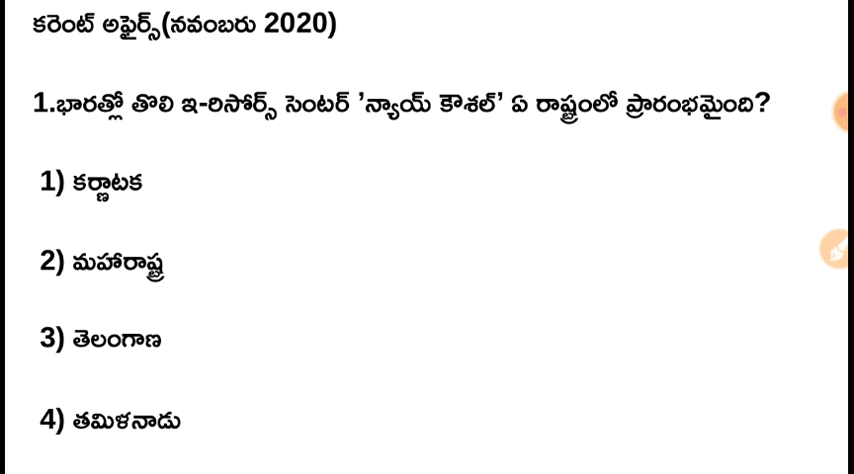 కరెంట్ అఫైర్స్(నవంబరు 2020)
1.భారత్లో తొలి ఇ-రిసోర్స్ సెంటర్ 'న్యాయ్ కౌశల్' ఏ రాష్ట్రంలో ప్రారంభమైంది?
1) కర్ణాటక
2) మహారాష్ట్ర
3) తెలంగాణ
4) తమిళనాడు